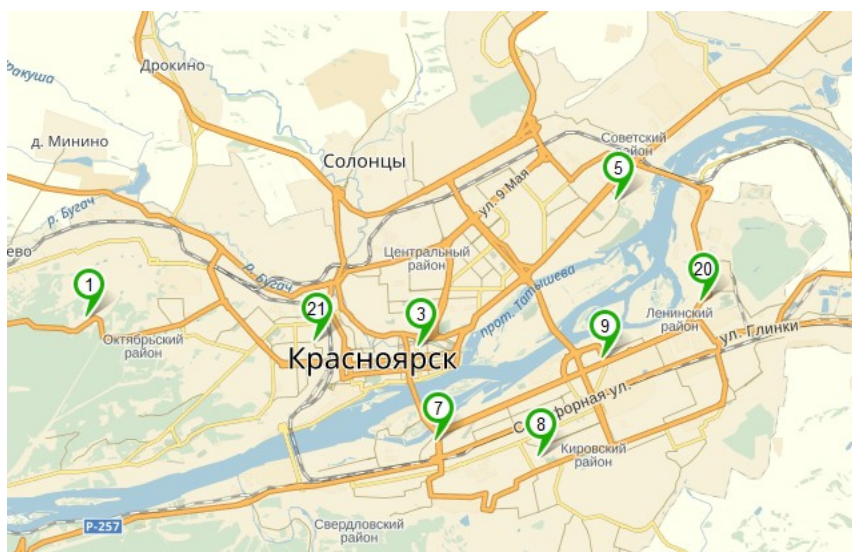 Дрокино
р. Бугач
д. Минино
Солонцы
ул. 9 Мая
Советский
район
5
р. Бугач
Центральный
район
прот. Татышева
1
21
3
20
9
Ленинский
район
Октябрьский
район
Красноярск
ул. Глинки
7
8
Кировский
район
Р-257
Свердловский
район